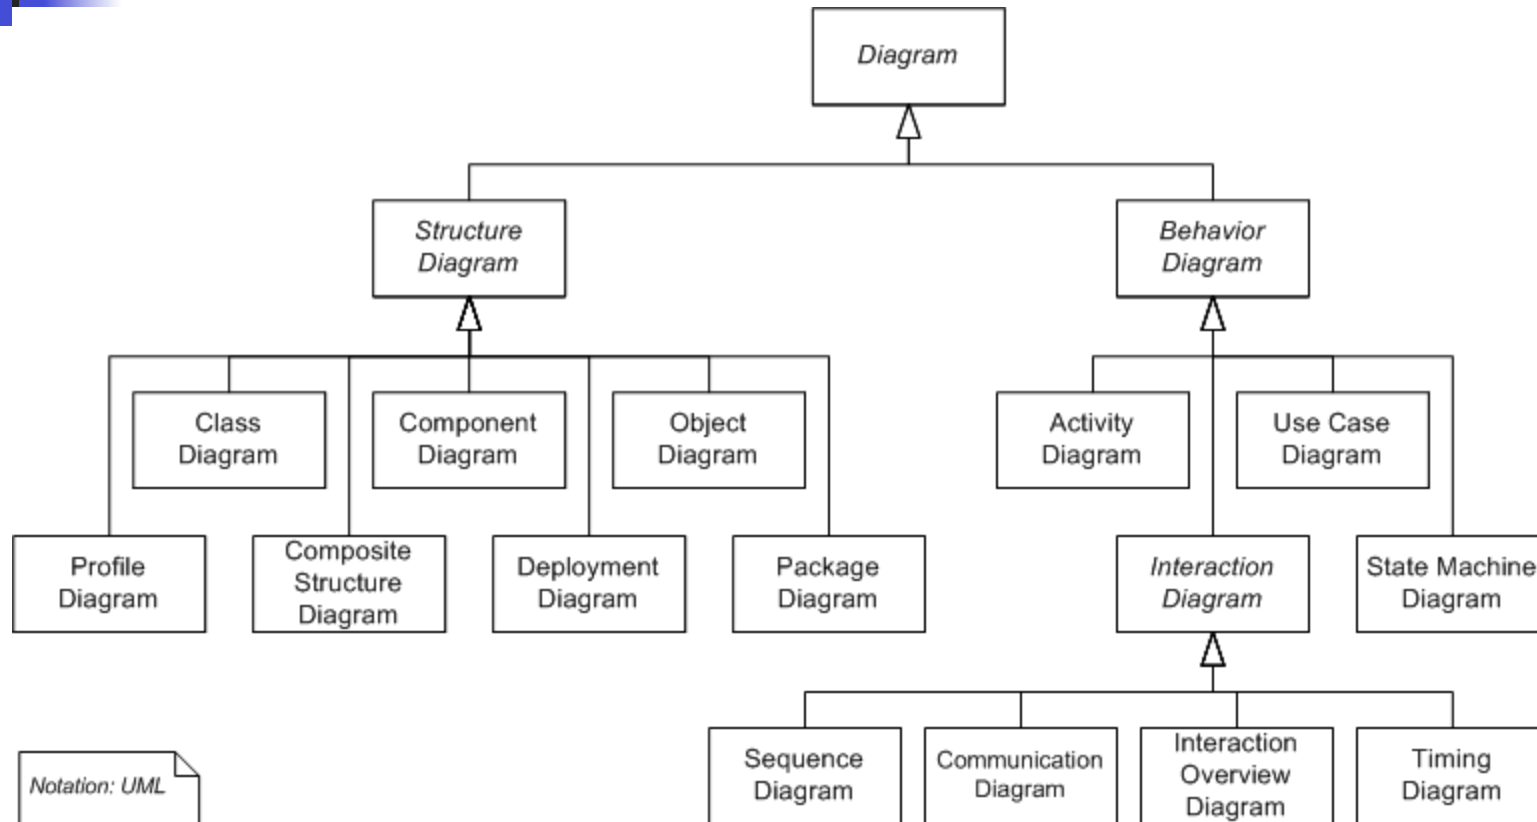 Diagram
Structure
Diagram
Behavior
Diagram
Class
Diagram
Component
Diagram
Object
Diagram
Activity
Diagram
Use Case
Diagram
Profile
Diagram
Composite
Structure
Diagram
Deployment
Diagram
Package
Diagram
Interaction
Diagram
State Machine
Diagram
Sequence
Diagram
Communication
Diagram
Interaction
Overview
Diagram
Timing
Diagram
Notation: UML